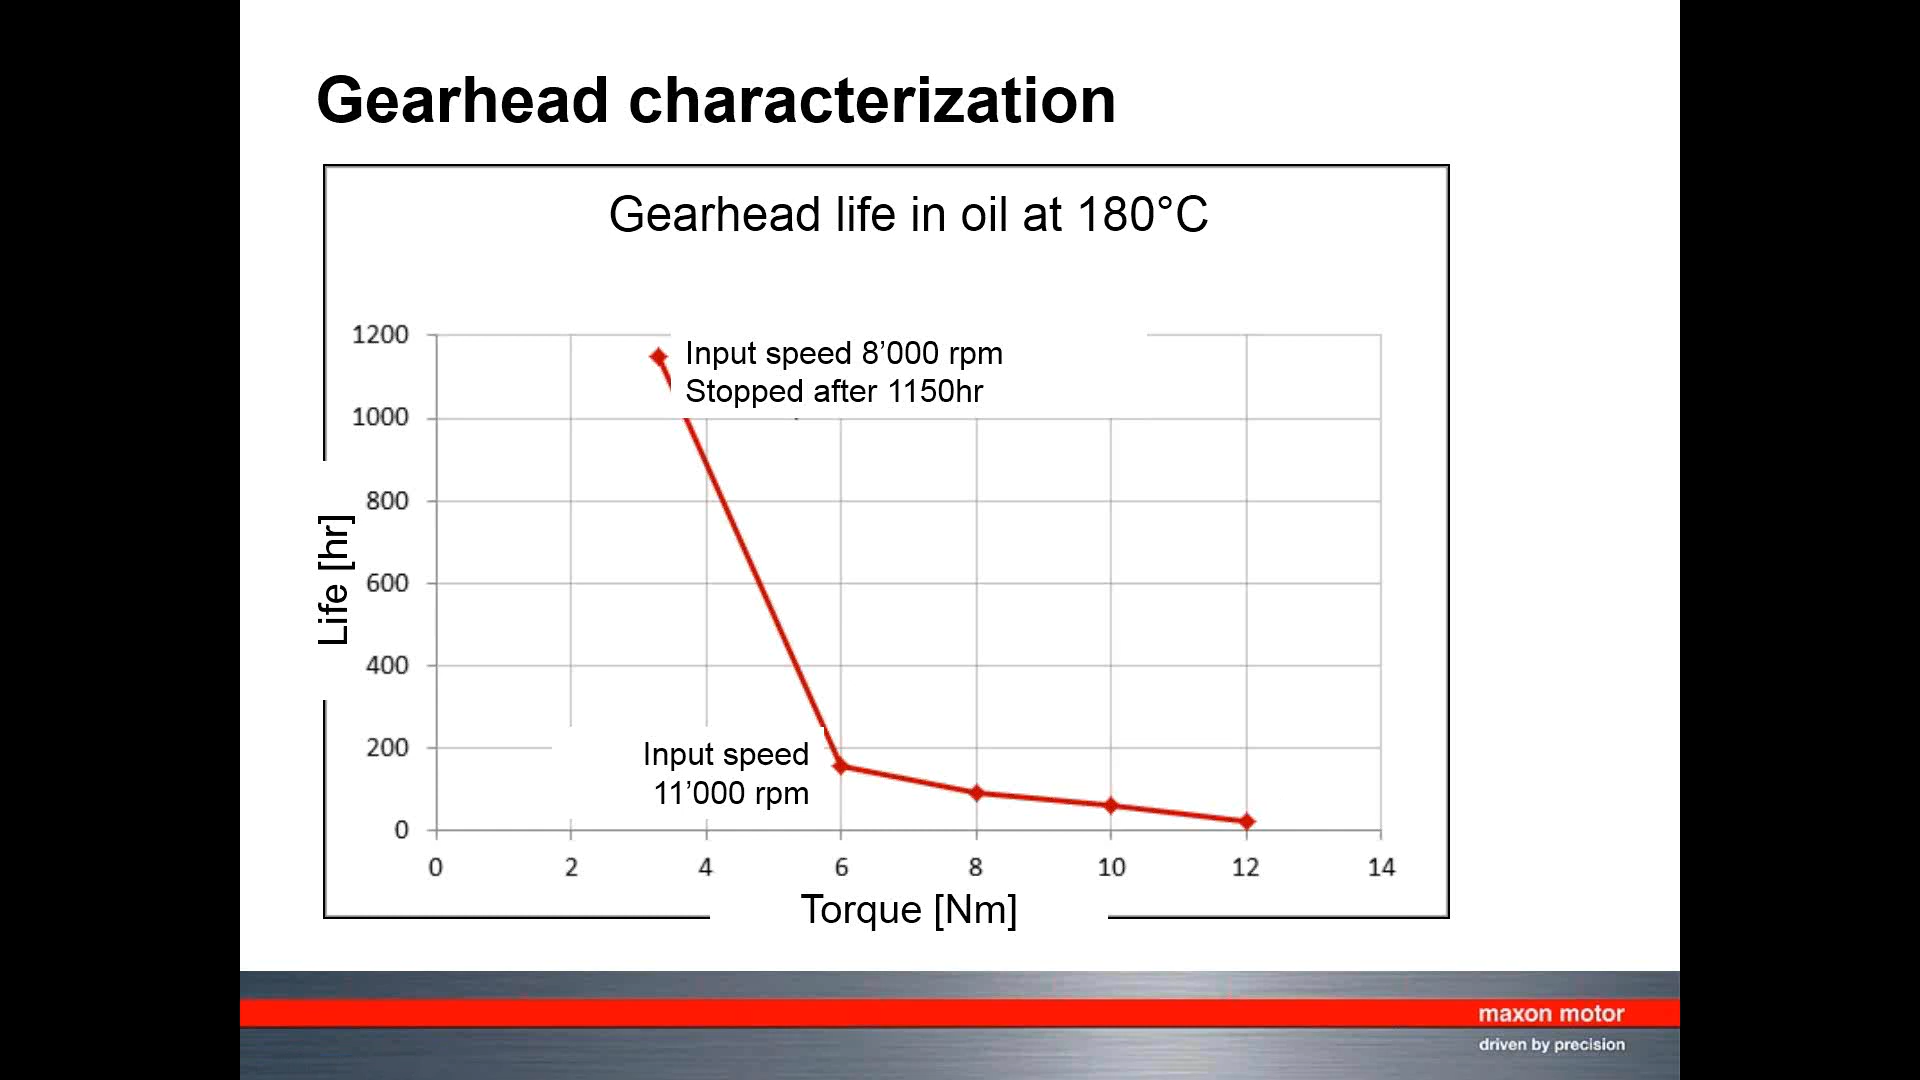 Gearhead characterization
Gearhead life in oil at 180°C
1200
1000
800
600
400
200
0
Life [hr]
Input speed 8’000 rpm
Stopped after 1150hr
Input speed
11’000 rpm
0 2 4 6 8 10 12 14
Torque [Nm]
maxon motor
driven by precision